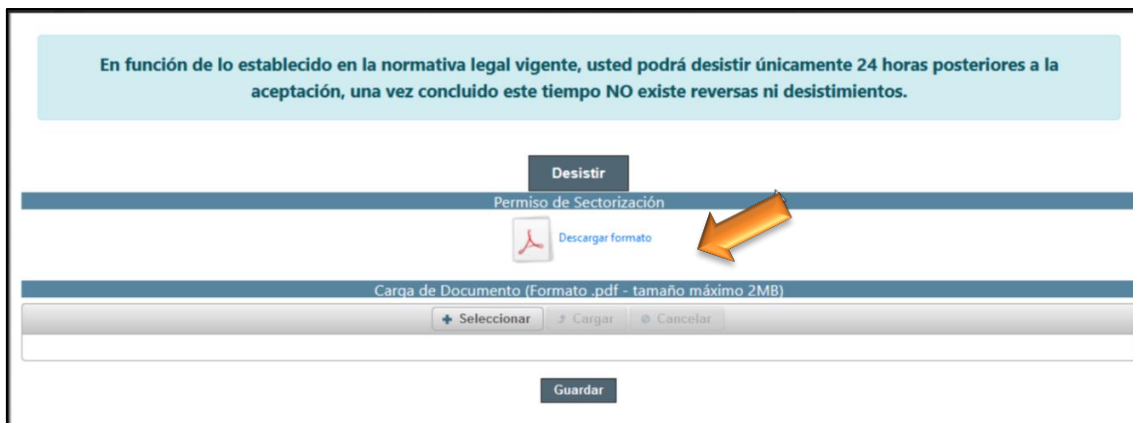 En función de lo establecido en la normativa legal vigente, usted podrá desistir únicamente 24 horas posteriores a la
aceptación, una vez concluido este tiempo NO existe reversas ni desistimientos.
Desistir
Permiso de Sectorización
Descargar formato
Carga de Documento (Formato .pdf - tamaño máximo 2MB)
Seleccionar Cargar Cancelar
Guardar